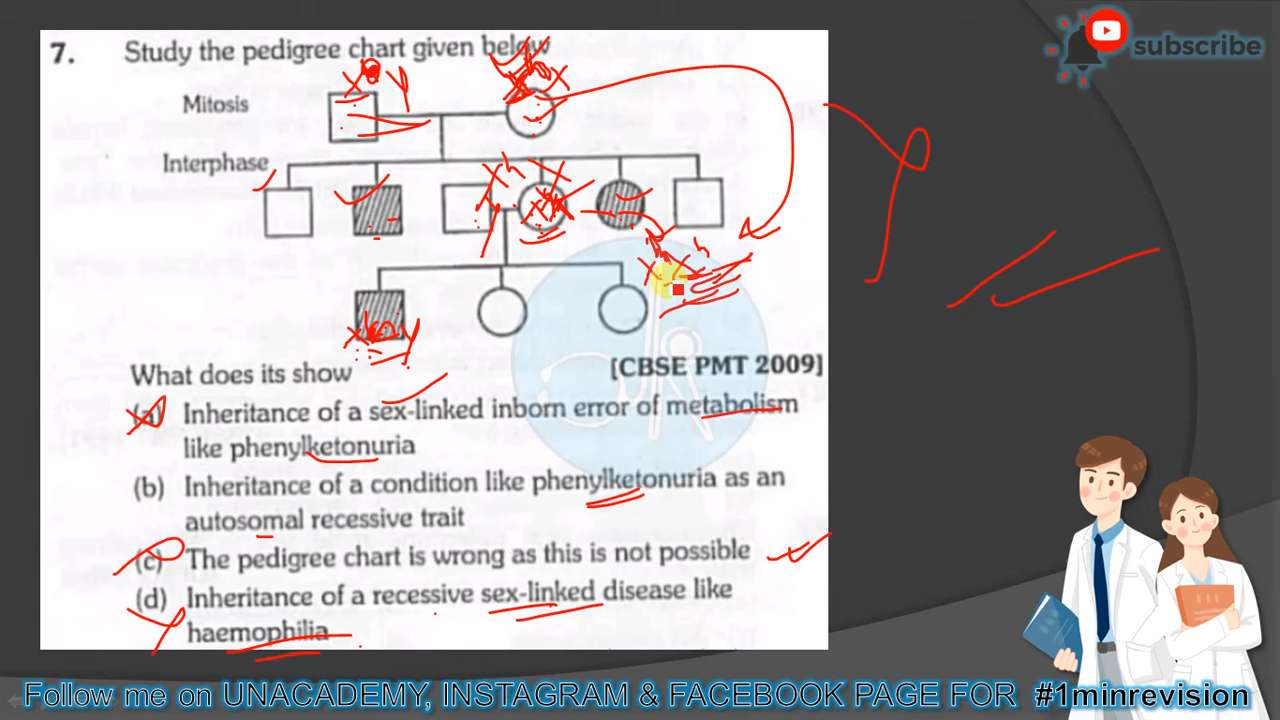 subscribe
7. Study the pedigree chart given below
Mitosis
Interphase
What does its show [CBSE PMT 2009]
(a) Inheritance of a sex-linked inborn error of metabolism
like phenylketonuria
(b) Inheritance of a condition like phenylketonuria as an
autosomal recessive trait
(c) The pedigree chart is wrong as this is not possible
(d) Inheritance of a recessive sex-linked disease like
haemophilia
Follow me on UNACADEMY, INSTAGRAM & FACEBOOK PAGE FOR #1minrevision